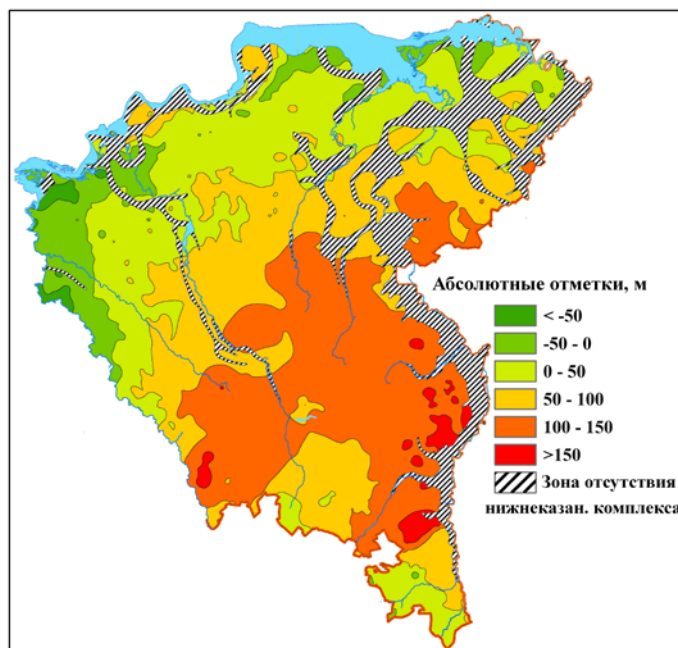 Абсолютные отметки, м
< -50
-50 - 0
0 - 50
50 - 100
100 - 150
>150
Зона отсутствия
нижнеказан. комплекса